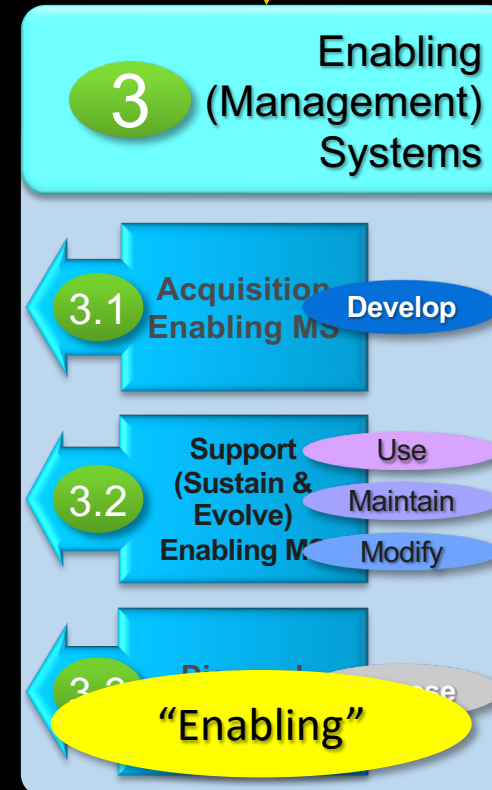 3
Enabling
(Management)
Systems
3.1
Acquisition
Enabling MS
Develop
3.2
Support
(Sustain &
Evolve)
Enabling
Use
Maintain
Modify
“Enabling”